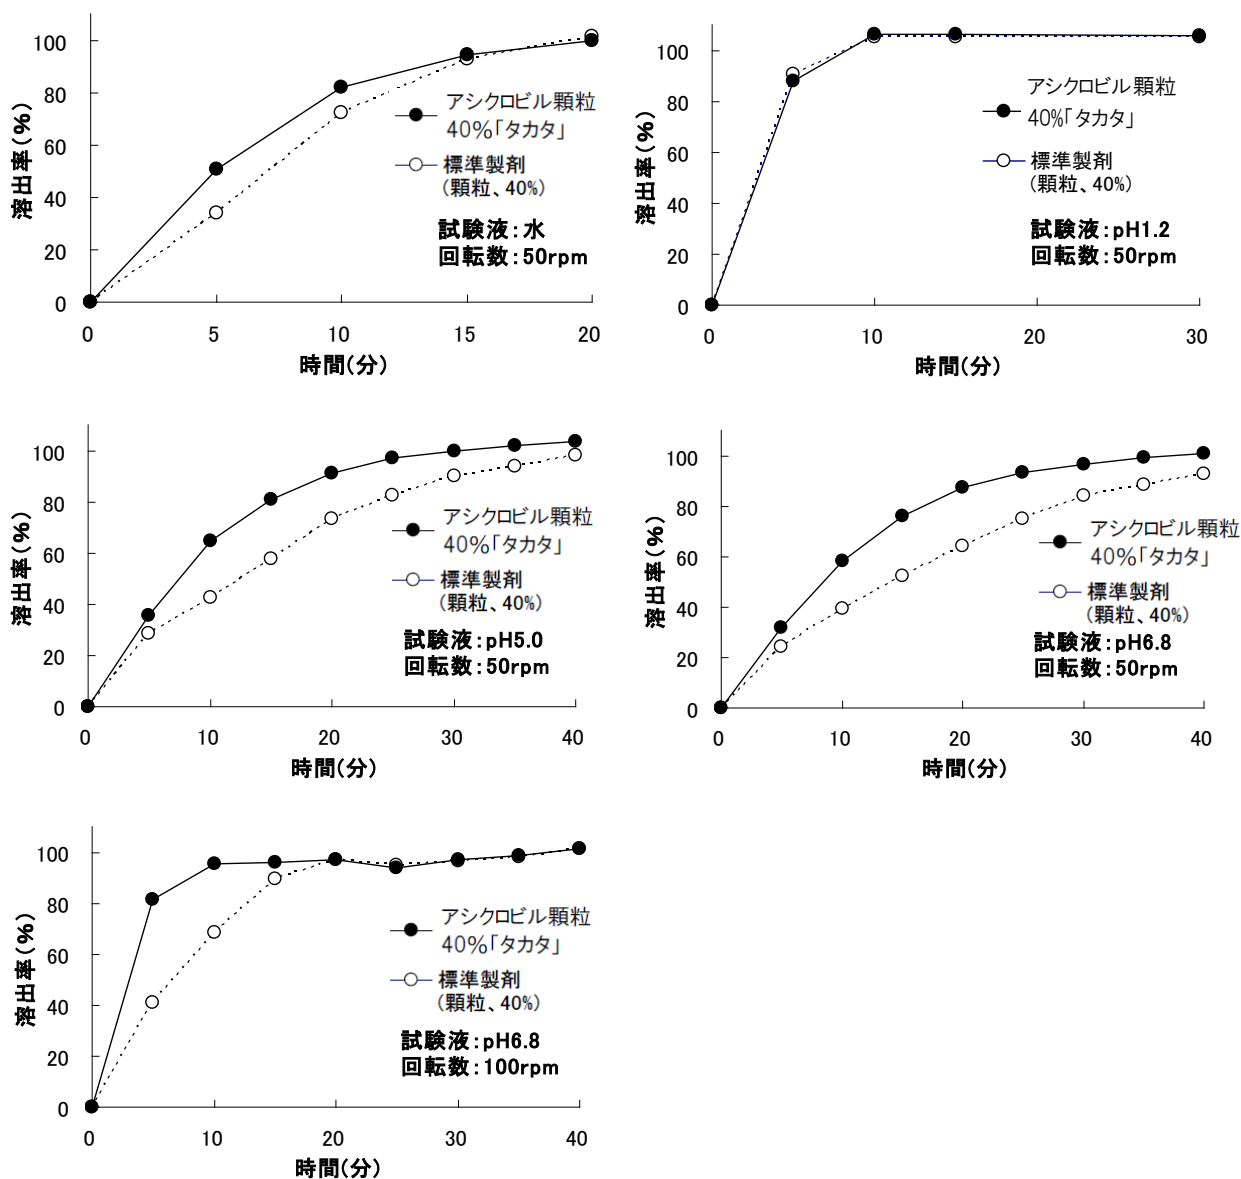 溶出率(%)
100
80
60
40
20
0
0 5 10 15 20
時間(分)
アシクロビル顆粒
40%「タカタ」
標準製剤
(顆粒、40%)
試験液:水
回転数:50rpm
溶出率(%)
100
80
60
40
20
0
0 10 20 30
時間(分)
アシクロビル顆粒
40%「タカタ」
標準製剤
(顆粒、40%)
試験液:pH1.2
回転数:50rpm
溶出率(%)
100
80
60
40
20
0
0 10 20 30 40
時間(分)
アシクロビル顆粒
40%「タカタ」
標準製剤
(顆粒、40%)
試験液:pH5.0
回転数:50rpm
溶出率(%)
100
80
60
40
20
0
0 10 20 30 40
時間(分)
アシクロビル顆粒
40%「タカタ」
標準製剤
(顆粒、40%)
試験液:pH6.8
回転数:50rpm
溶出率(%)
100
80
60
40
20
0
0 10 20 30 40
時間(分)
アシクロビル顆粒
40%「タカタ」
標準製剤
(顆粒、40%)
試験液:pH6.8
回転数:100rpm